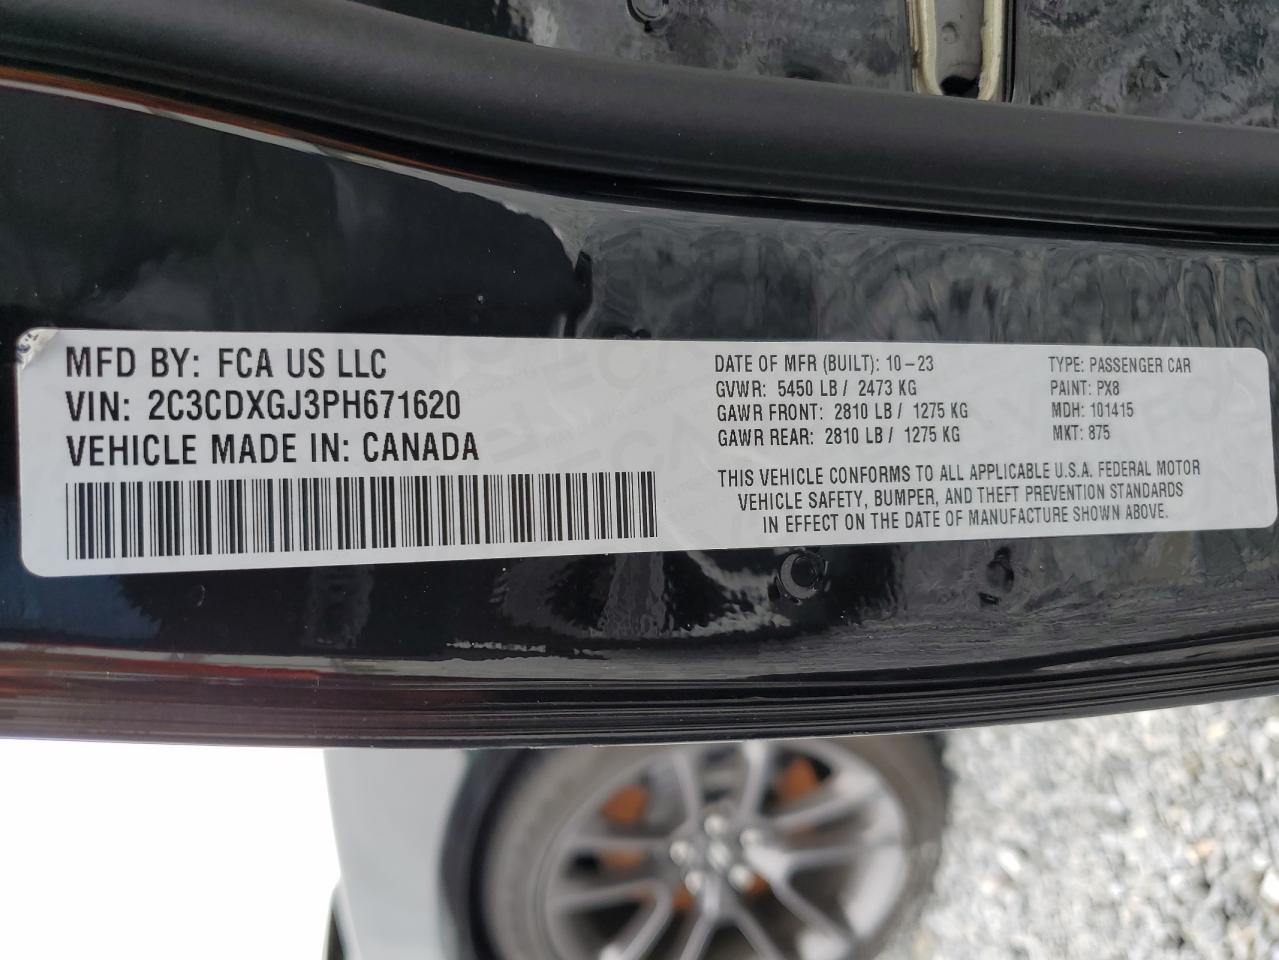 MFD BY: FCA US LLC
VIN: 2C3CDXGJ3PH671620
VEHICLE MADE IN: CANADA
DATE OF MFR (BUILT): 10-23
GVWR: 5450 LB / 2473 KG
GAWR FRONT: 2810 LB / 1275 KG
GAWR REAR: 2810 LB / 1275 KG
TYPE: PASSENGER CAR
PAINT: PX8
MDH: 101415
MKT: 875
THIS VEHICLE CONFORMS TO ALL APPLICABLE U.S.A. FEDERAL MOTOR
VEHICLE SAFETY, BUMPER, AND THEFT PREVENTION STANDARDS
IN EFFECT ON THE DATE OF MANUFACTURE SHOWN ABOVE.